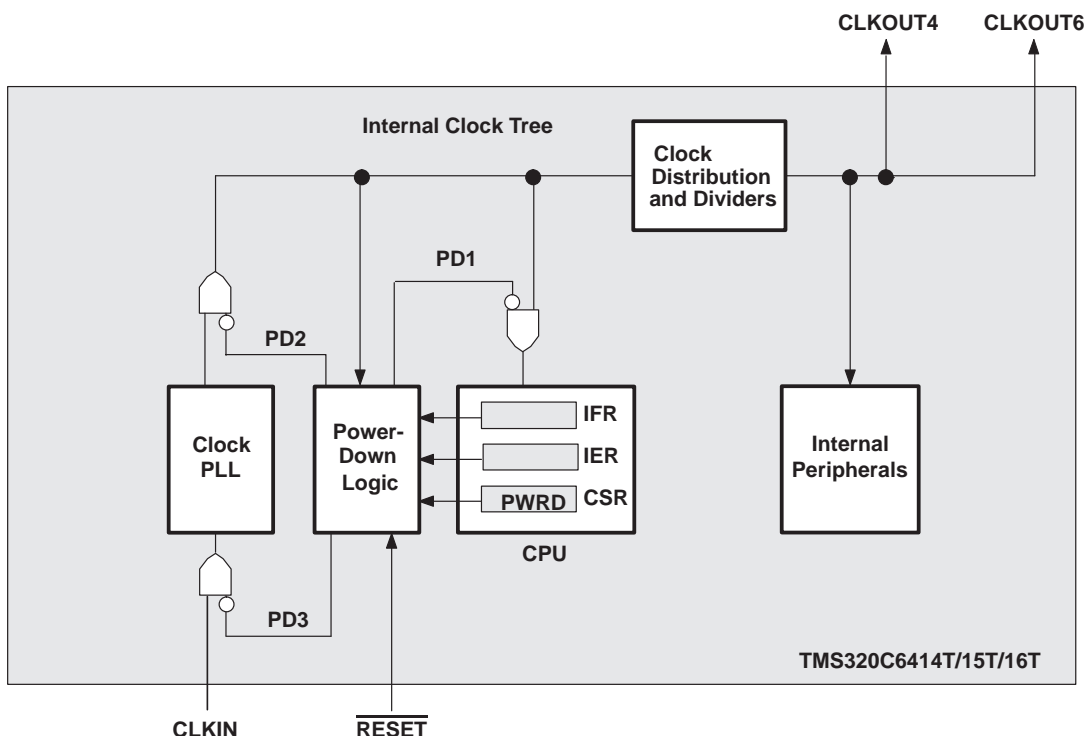 CLKOUT4 CLKOUT6
Internal Clock Tree
Clock
Distribution
and Dividers
PD1
PD2
Clock
PLL
Power-
Down
Logic
IFR
IER
PWRD CSR
CPU
Internal
Peripherals
PD3
TMS320C6414T/15T/16T
CLKIN RESET